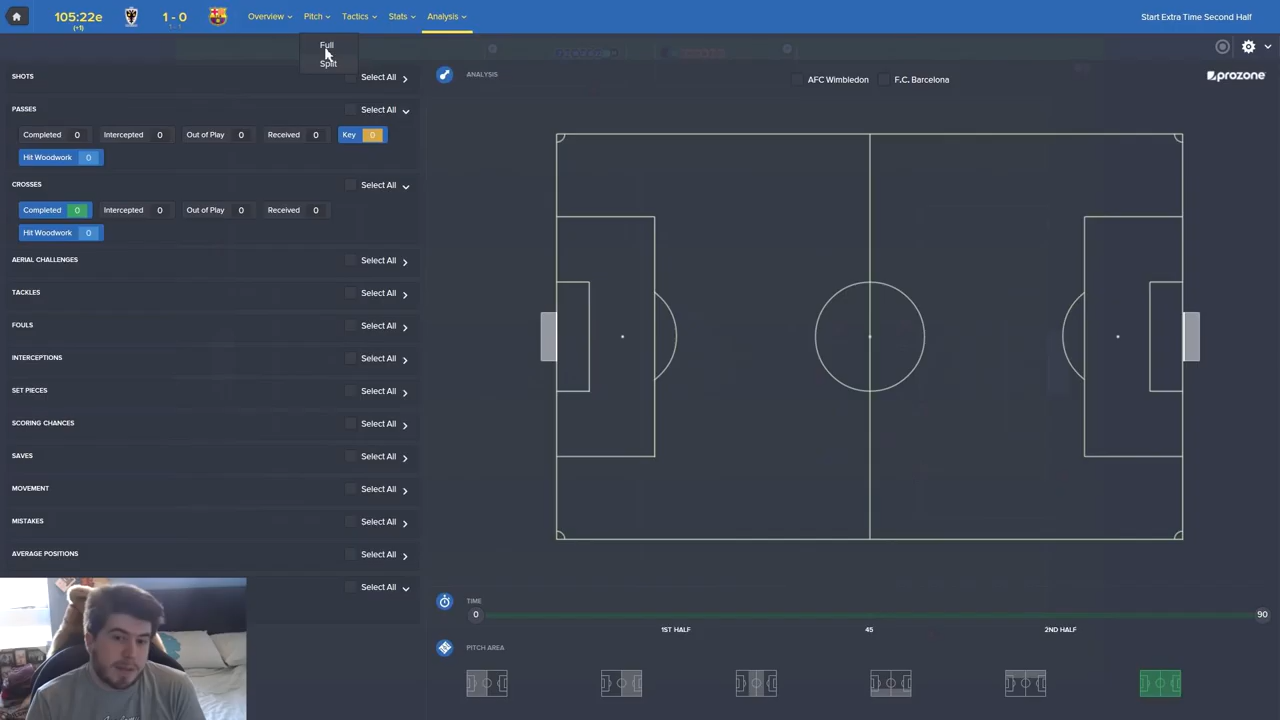 105:22e
(+1)
1 - 0
1 - 1
Overview
Pitch
Tactics
Stats
Analysis
Start Extra Time Second Half
Full
Split
SHOTS
Select All
PASSES
Select All
Completed 0
Intercepted 0
Out of Play 0
Received 0
Key 0
Hit Woodwork 0
CROSSES
Select All
Completed 0
Intercepted 0
Out of Play 0
Received 0
Hit Woodwork 0
AERIAL CHALLENGES
Select All
TACKLES
Select All
FOULS
Select All
INTERCEPTIONS
Select All
SET PIECES
Select All
SCORING CHANCES
Select All
SAVES
Select All
MOVEMENT
Select All
MISTAKES
Select All
AVERAGE POSITIONS
Select All
Select All
ANALYSIS
AFC Wimbledon
F.C. Barcelona
prozone
TIME
0
90
1ST HALF
45
2ND HALF
PITCH AREA